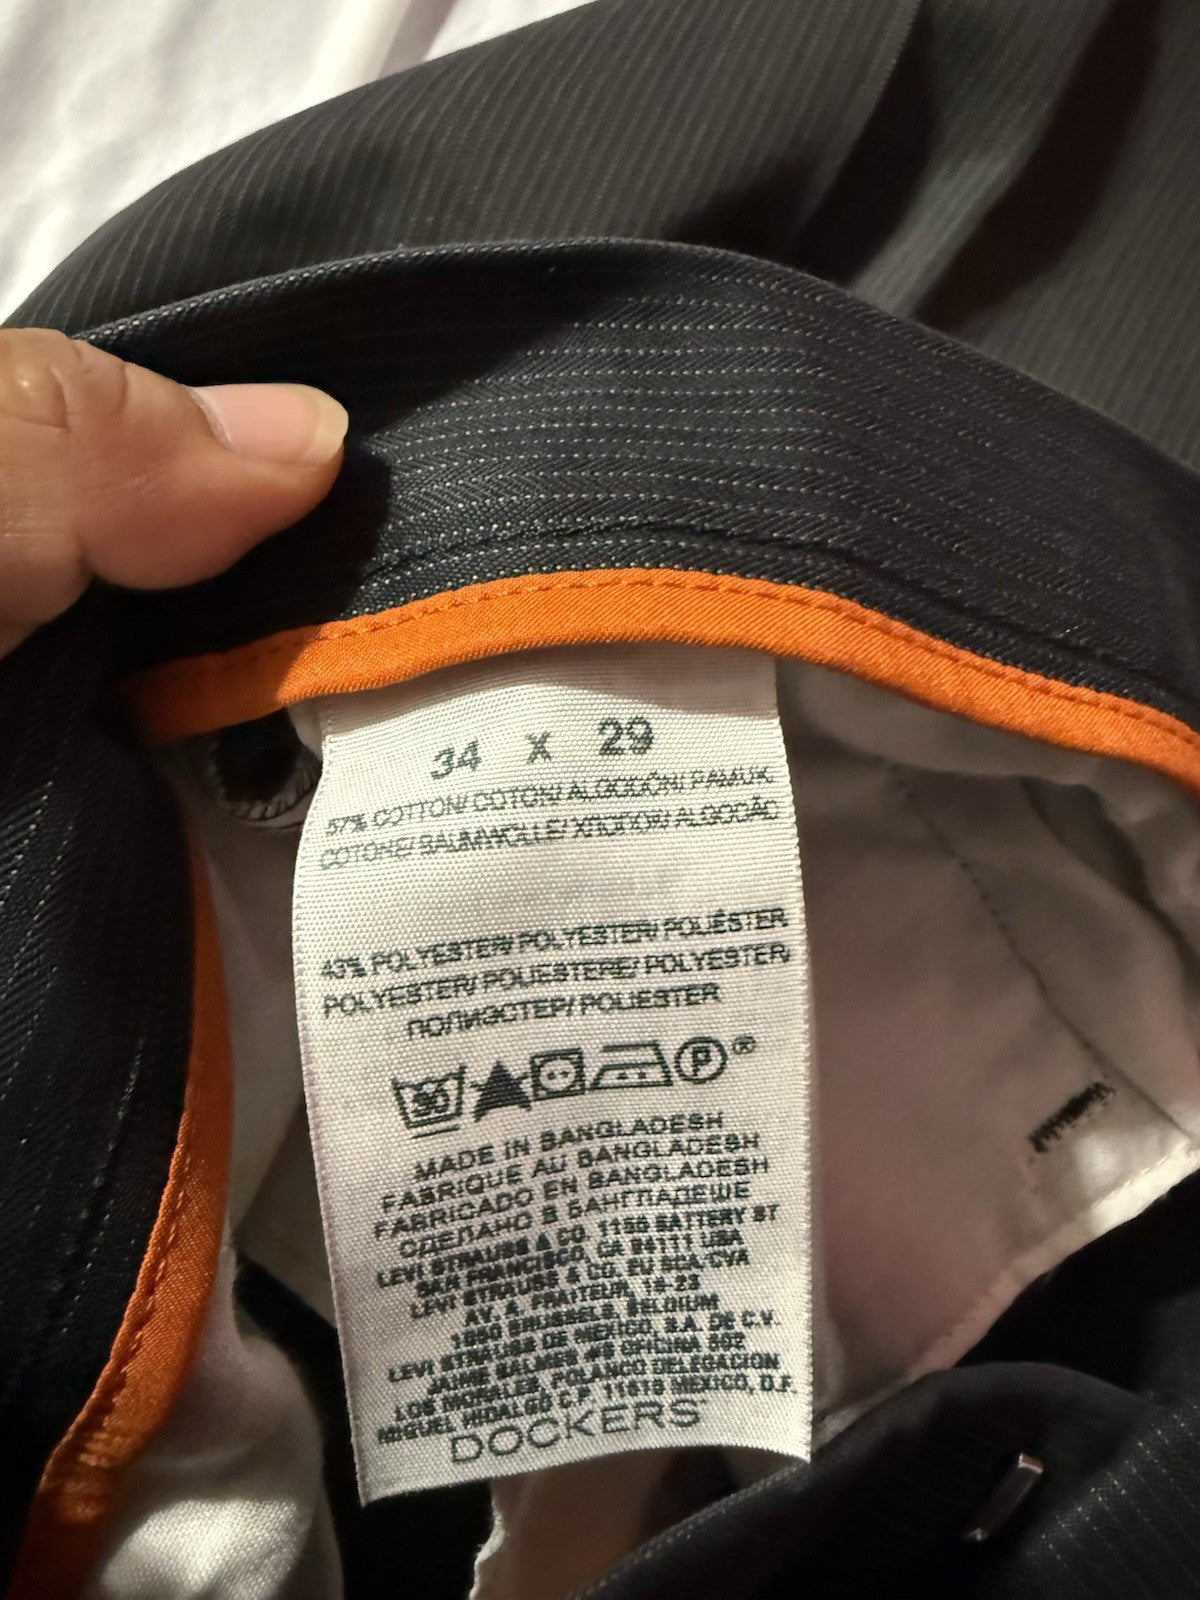 34 X 29
57% COTTON/ COTON/ ALGODÓN/ PAMUK
COTONE/ BAUMWOLLE/ ХЛОПОК/ ALGODÃO
43% POLYESTER/ POLYESTER/ POLIÉSTER
POLYESTER/ POLIESTERE/ POLYESTER/
ПОЛИЭСТЕР/ POLIESTER
30 P ®
MADE IN BANGLADESH
FABRIQUE AU BANGLADESH
FABRICADO EN BANGLADESH
СДЕЛАНО В БАНГЛАДЕШЕ
LEVI STRAUSS & CO. 1155 BATTERY ST
SAN FRANCISCO, CA 94111 USA
LEVI STRAUSS & CO. EU SCA/CVA
AV. A. FRAITEUR, 15-23
1050 BRUSSELS, BELGIUM
LEVI STRAUSS DE MEXICO, S.A. DE C.V.
JAIME BALMES #8 OFICINA 602
LOS MORALES, POLANCO DELEGACION
MIGUEL HIDALGO C.P. 11510 MEXICO, D.F.
DOCKERS